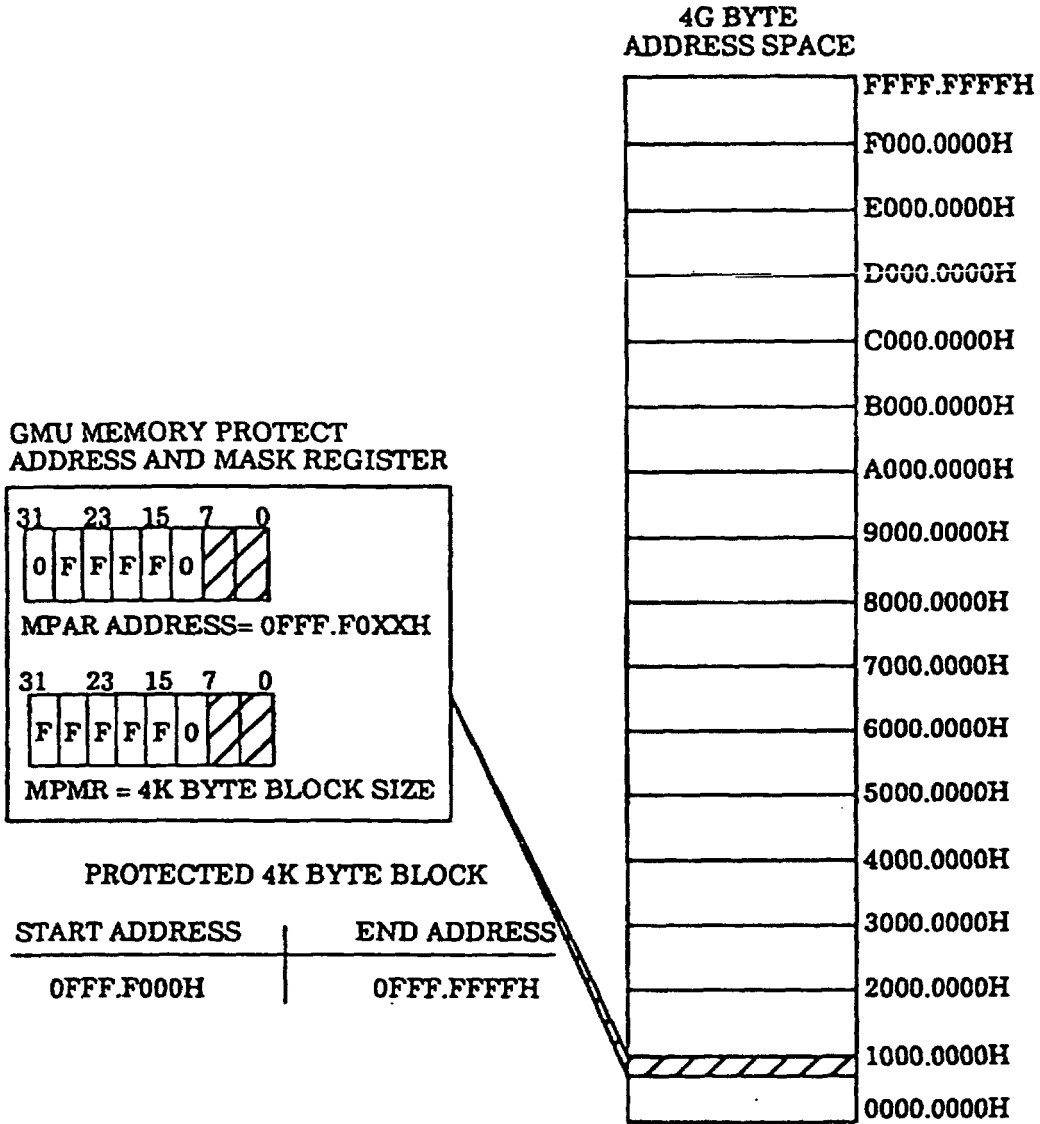 4G BYTE
ADDRESS SPACE
FFFF.FFFFH
F000.0000H
E000.0000H
D000.0000H
C000.0000H
B000.0000H
A000.0000H
9000.0000H
8000.0000H
7000.0000H
6000.0000H
5000.0000H
4000.0000H
3000.0000H
2000.0000H
1000.0000H
0000.0000H
GMU MEMORY PROTECT
ADDRESS AND MASK REGISTER
31 23 15 7 0
0 F F F F 0
MPAR ADDRESS= 0FFF.F0XXH
31 23 15 7 0
F F F F F 0
MPMR = 4K BYTE BLOCK SIZE
PROTECTED 4K BYTE BLOCK
START ADDRESS END ADDRESS
0FFF.F000H 0FFF.FFFFH